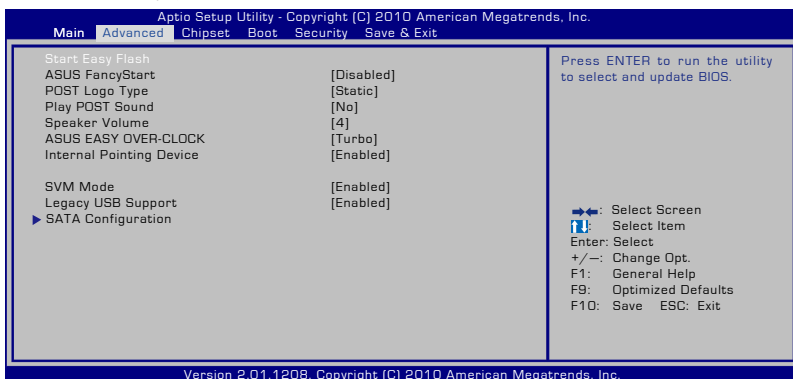 Aptio Setup Utility - Copyright (C) 2010 American Megatrends, Inc.
Main Advanced Chipset Boot Security Save & Exit
Start Easy Flash
ASUS FancyStart [Disabled]
POST Logo Type [Static]
Play POST Sound [No]
Speaker Volume [4]
ASUS EASY OVER-CLOCK [Turbo]
Internal Pointing Device [Enabled]
SVM Mode [Enabled]
Legacy USB Support [Enabled]
SATA Configuration
Press ENTER to run the utility
to select and update BIOS.
: Select Screen
: Select Item
Enter: Select
+/—: Change Opt.
F1: General Help
F9: Optimized Defaults
F10: Save ESC: Exit
Version 2.01.1208. Copyright (C) 2010 American Megatrends, Inc.